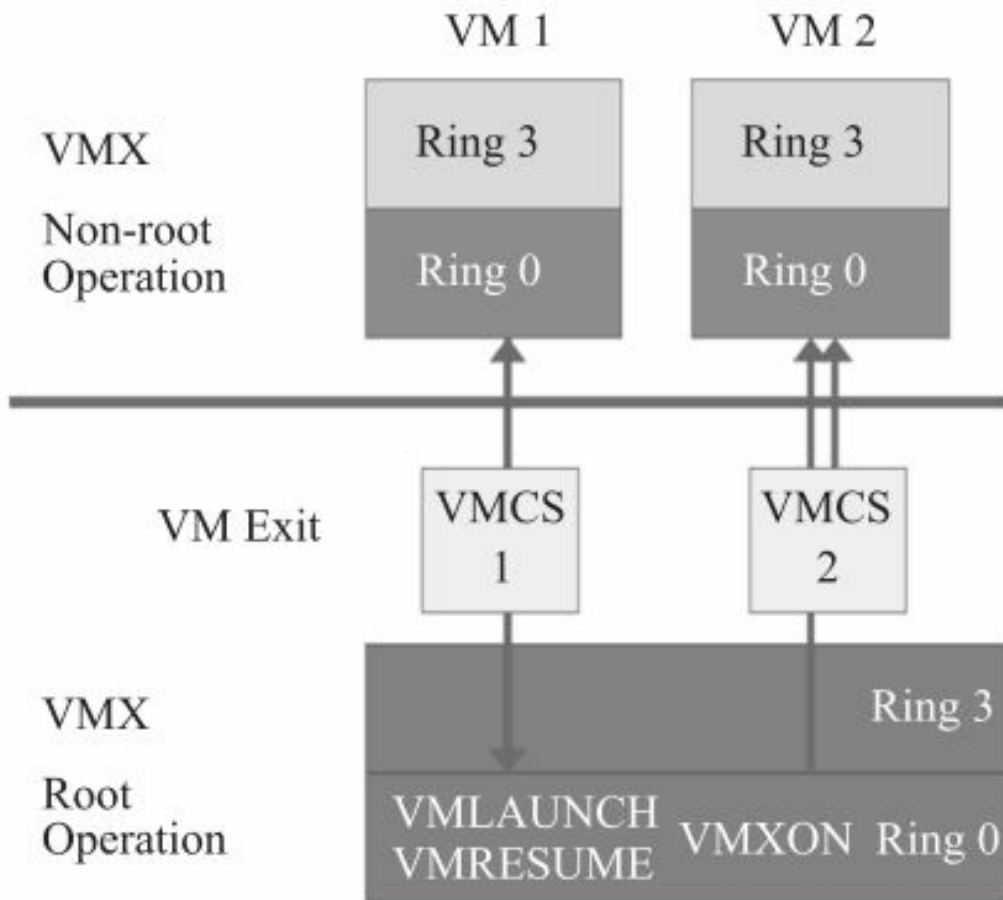 VM 1
VM 2
VMX
Non-root
Operation
Ring 3
Ring 0
Ring 3
Ring 0
VM Exit
VMCS
1
VMCS
2
VMX
Root
Operation
Ring 3
VMLAUNCH
VMRESUME
VMXON
Ring 0